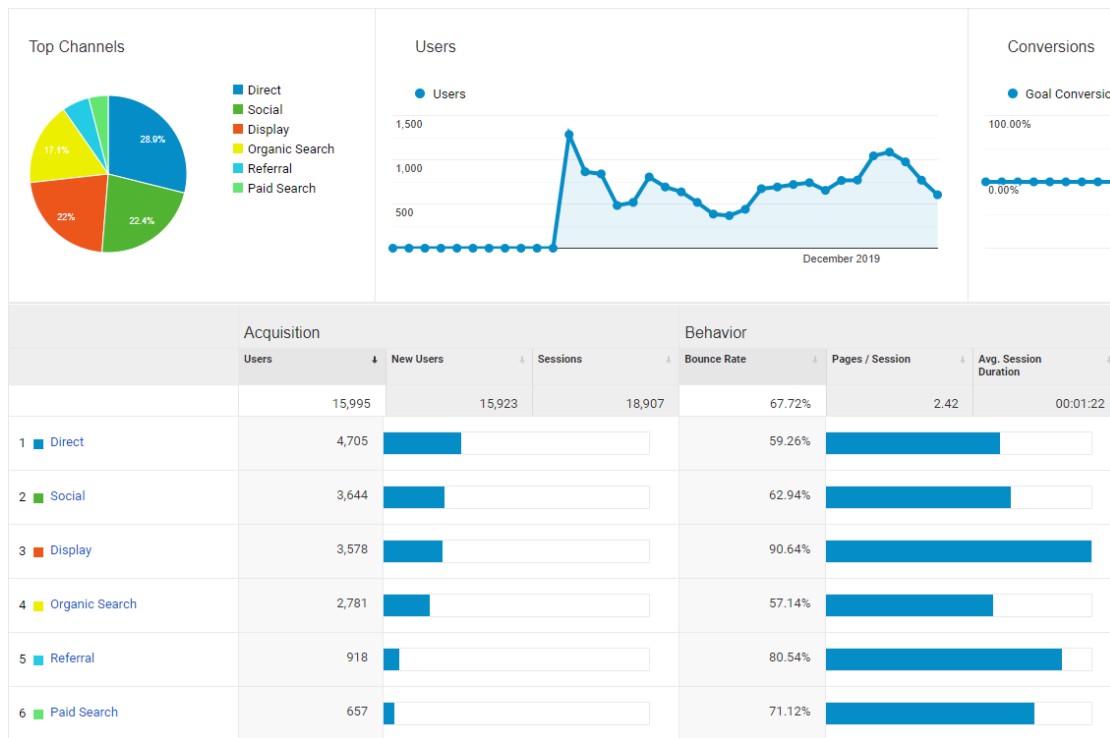 Top Channels
Direct
Social
Display
Organic Search
Referral
Paid Search
28.9%
22.4%
22%
17.1%
Users
Users
1,500
1,000
500
December 2019
Conversions
Goal Conversio
100.00%
0.00%
Acquisition
Behavior
Users
New Users
Sessions
Bounce Rate
Pages / Session
Avg. Session
Duration
15,995
15,923
18,907
67.72%
2.42
00:01:22
1 Direct 4,705 59.26%
2 Social 3,644 62.94%
3 Display 3,578 90.64%
4 Organic Search 2,781 57.14%
5 Referral 918 80.54%
6 Paid Search 657 71.12%